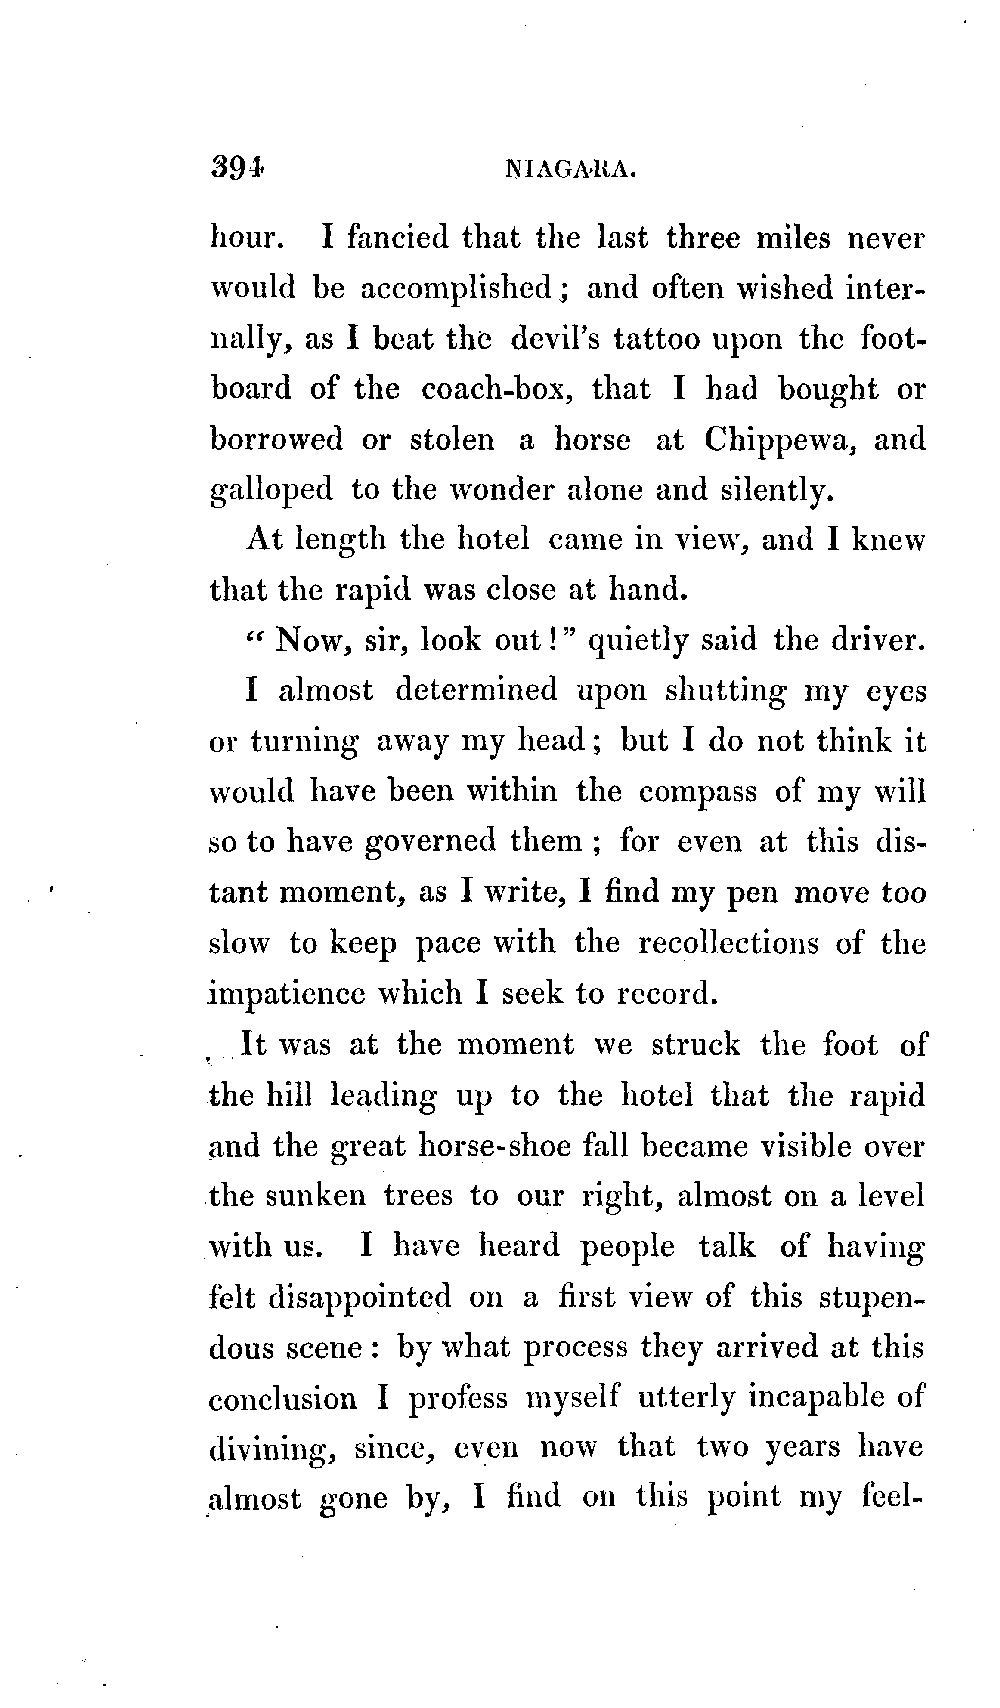 394 NIAGARA.
hour. I fancied that the last three miles never
would be accomplished; and often wished inter-
nally, as I beat the devil's tattoo upon the foot-
board of the coach-box, that I had bought or
borrowed or stolen a horse at Chippewa, and
galloped to the wonder alone and silently.
At length the hotel came in view, and I knew
that the rapid was close at hand.
“Now, sir, look out!” quietly said the driver.
I almost determined upon shutting my eyes
or turning away my head; but I do not think it
would have been within the compass of my will
so to have governed them; for even at this dis-
tant moment, as I write, I find my pen move too
slow to keep pace with the recollections of the
impatience which I seek to record.
It was at the moment we struck the foot of
the hill leading up to the hotel that the rapid
and the great horse-shoe fall became visible over
the sunken trees to our right, almost on a level
with us. I have heard people talk of having
felt disappointed on a first view of this stupen-
dous scene: by what process they arrived at this
conclusion I profess myself utterly incapable of
divining, since, even now that two years have
almost gone by, I find on this point my feel-